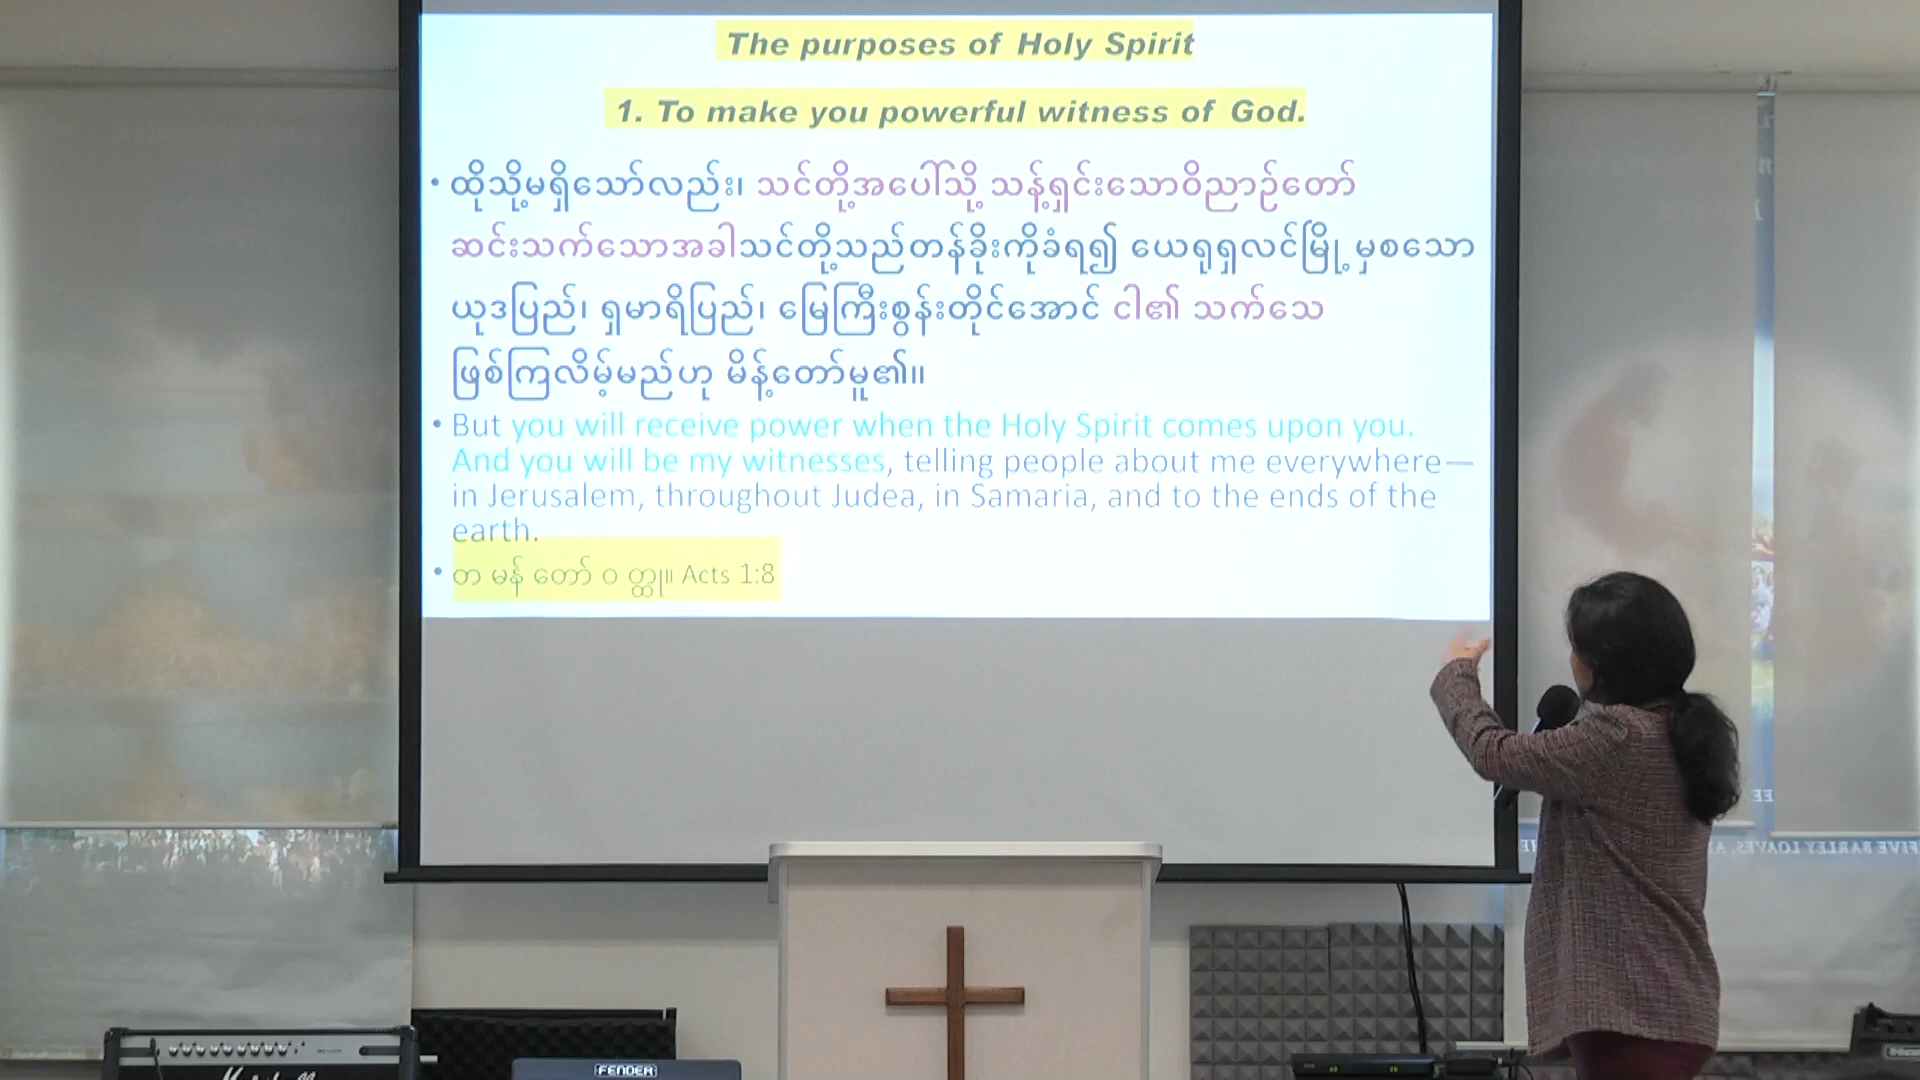 The purposes of Holy Spirit
1. To make you powerful witness of God.
• ထိုသို့မရှိသော်လည်း၊ သင်တို့အပေါ်သို့ သန့်ရှင်းသောဝိညာဉ်တော်
ဆင်းသက်သောအခါသင်တို့သည်တန်ခိုးကိုခံရ၍ ယေရုရှလင်မြို့မှစသော
ယုဒပြည်၊ ရှမာရိပြည်၊ မြေကြီးစွန်းတိုင်အောင် ငါ၏ သက်သေ
ဖြစ်ကြလိမ့်မည်ဟု မိန့်တော်မူ၏။
• But you will receive power when the Holy Spirit comes upon you.
And you will be my witnesses, telling people about me everywhere—
in Jerusalem, throughout Judea, in Samaria, and to the ends of the
earth.
• တ မန် တော် ဝ တ္ထု။ Acts 1:8
FIVE BARLEY LOAVES,
FENDER